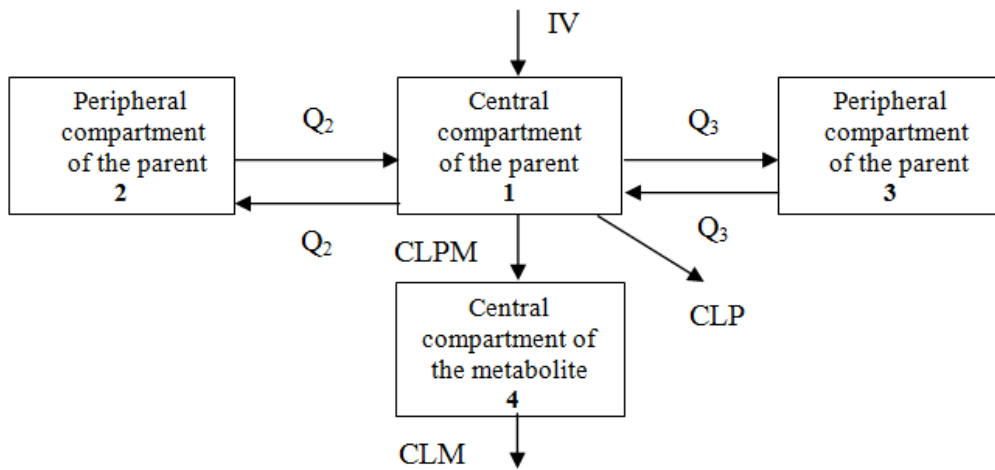 IV
Peripheral
compartment
of the parent
2
Q₂
Q₂
Central
compartment
of the parent
1
Q₃
Q₃
Peripheral
compartment
of the parent
3
CLPM
CLP
Central
compartment of
the metabolite
4
CLM